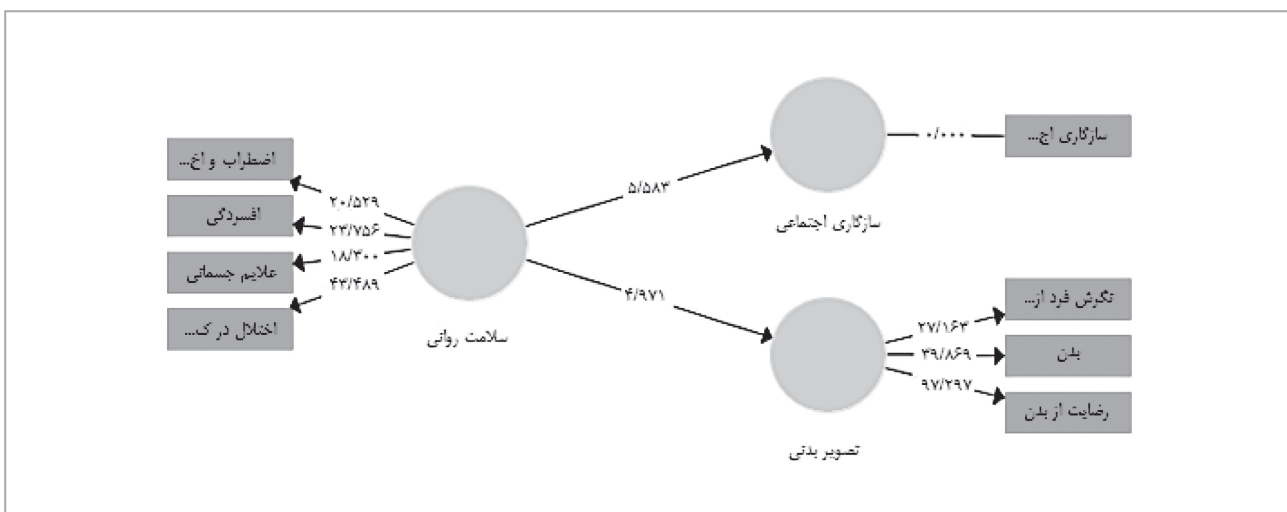 سازگاری اج...
۰/۰۰۰
سازگاری اجتماعی
اضطراب و اخ...
افسردگی
علایم جسمانی
اختلال در ک...
۲۰/۵۲۹
۲۳/۷۵۶
۱۸/۳۰۰
۴۳/۴۸۹
سلامت روانی
۵/۵۸۳
۴/۹۷۱
نگرش فرد از...
بدن
رضایت از بدن
۲۷/۱۶۳
۳۹/۸۶۹
۹۷/۲۹۷
تصویر بدنی